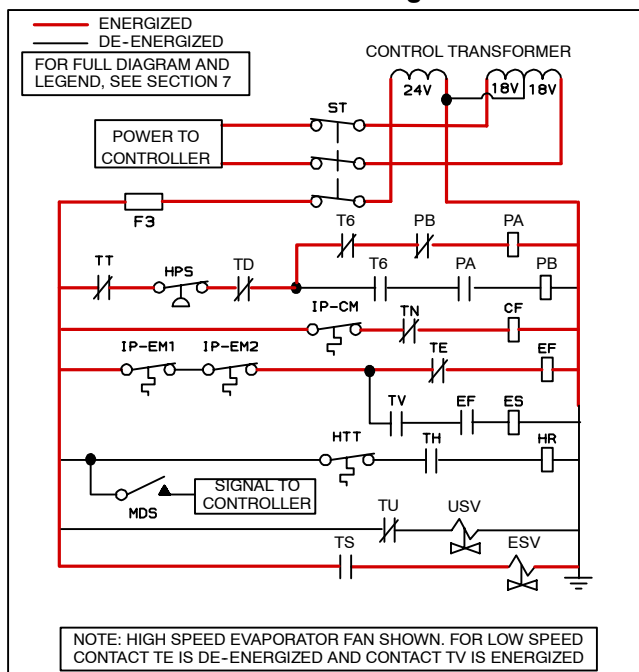 ENERGIZED
DE-ENERGIZED
FOR FULL DIAGRAM AND
LEGEND, SEE SECTION 7
CONTROL TRANSFORMER
24V 18V 18V
ST
POWER TO
CONTROLLER
F3
T6 PB PA
TT HPS TD
T6 PA PB
IP-CM TN CF
IP-EM1 IP-EM2 TE EF
TV EF ES
HTT TH HR
SIGNAL TO
CONTROLLER
MDS
TU USV
TS ESV
NOTE: HIGH SPEED EVAPORATOR FAN SHOWN. FOR LOW SPEED
CONTACT TE IS DE-ENERGIZED AND CONTACT TV IS ENERGIZED